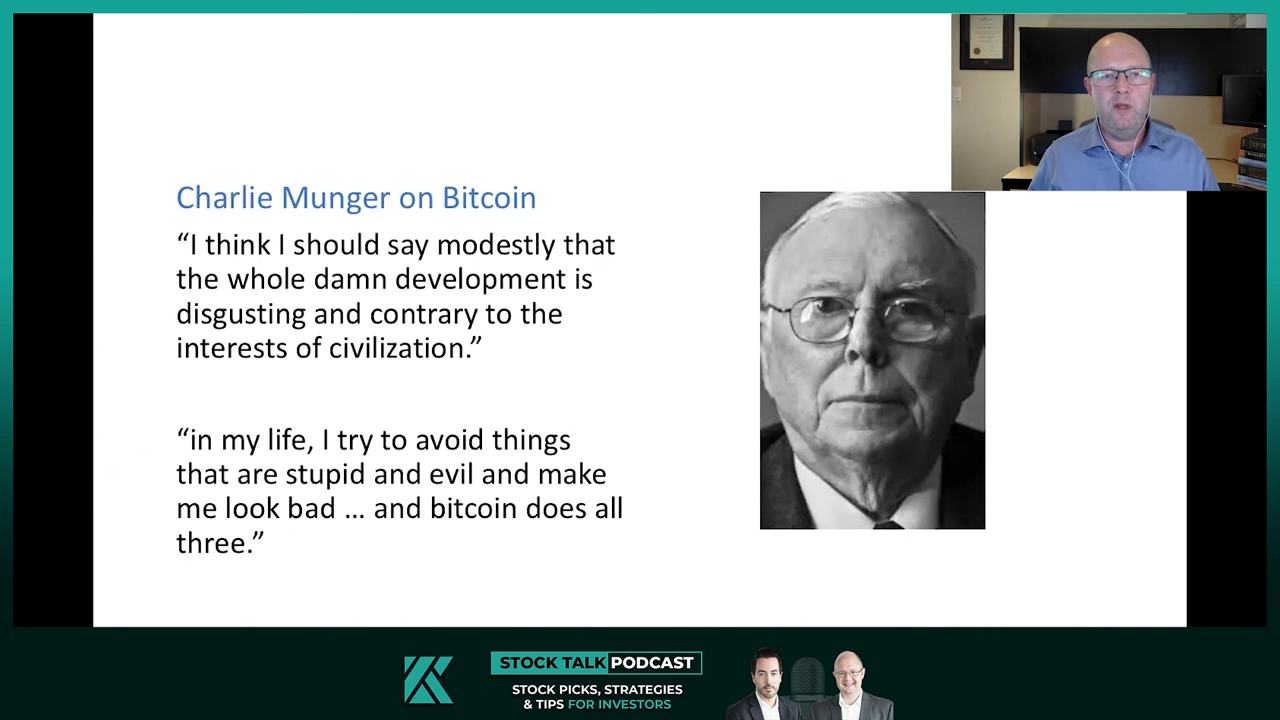 Charlie Munger on Bitcoin
“I think I should say modestly that
the whole damn development is
disgusting and contrary to the
interests of civilization.”
“in my life, I try to avoid things
that are stupid and evil and make
me look bad … and bitcoin does all
three.”
STOCK TALK PODCAST
STOCK PICKS, STRATEGIES
& TIPS FOR INVESTORS